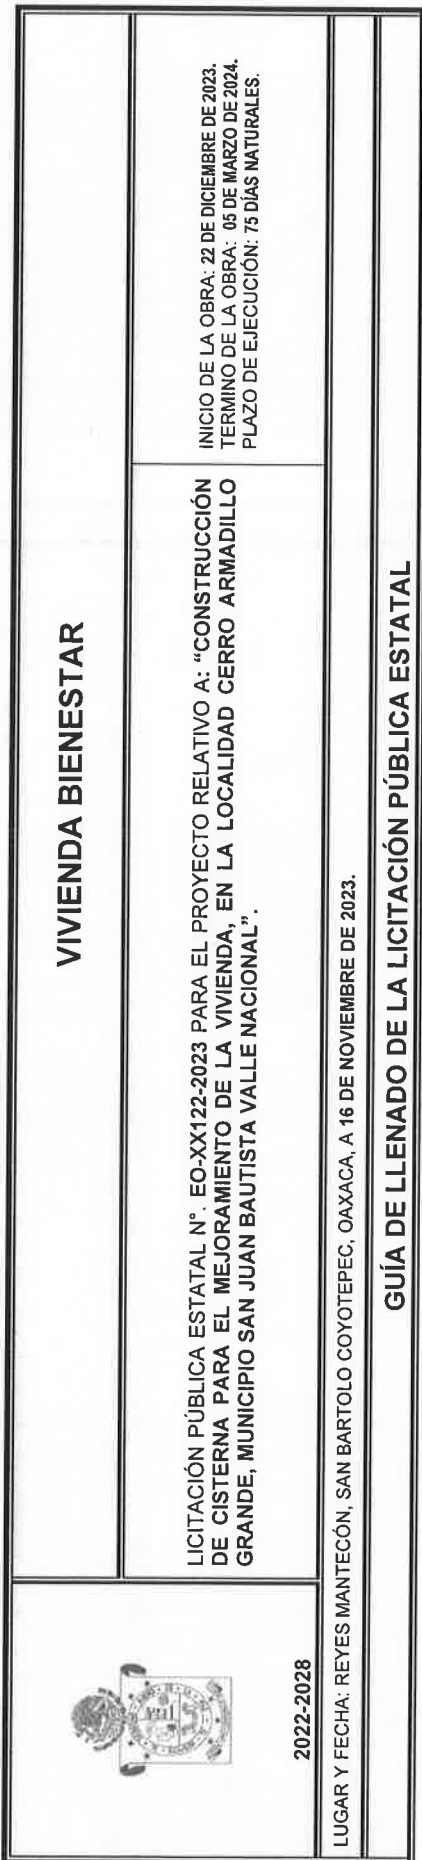 VIVIENDA BIENESTAR
2022-2028
LICITACIÓN PÚBLICA ESTATAL N°. EO-XX122-2023 PARA EL PROYECTO RELATIVO A: “CONSTRUCCIÓN
DE CISTERNA PARA EL MEJORAMIENTO DE LA VIVIENDA, EN LA LOCALIDAD CERRO ARMADILLO
GRANDE, MUNICIPIO SAN JUAN BAUTISTA VALLE NACIONAL”.
INICIO DE LA OBRA: 22 DE DICIEMBRE DE 2023.
TERMINO DE LA OBRA: 05 DE MARZO DE 2024.
PLAZO DE EJECUCIÓN: 75 DÍAS NATURALES.
LUGAR Y FECHA: REYES MANTECÓN, SAN BARTOLO COYOTEPEC, OAXACA, A 16 DE NOVIEMBRE DE 2023.
GUÍA DE LLENADO DE LA LICITACIÓN PÚBLICA ESTATAL